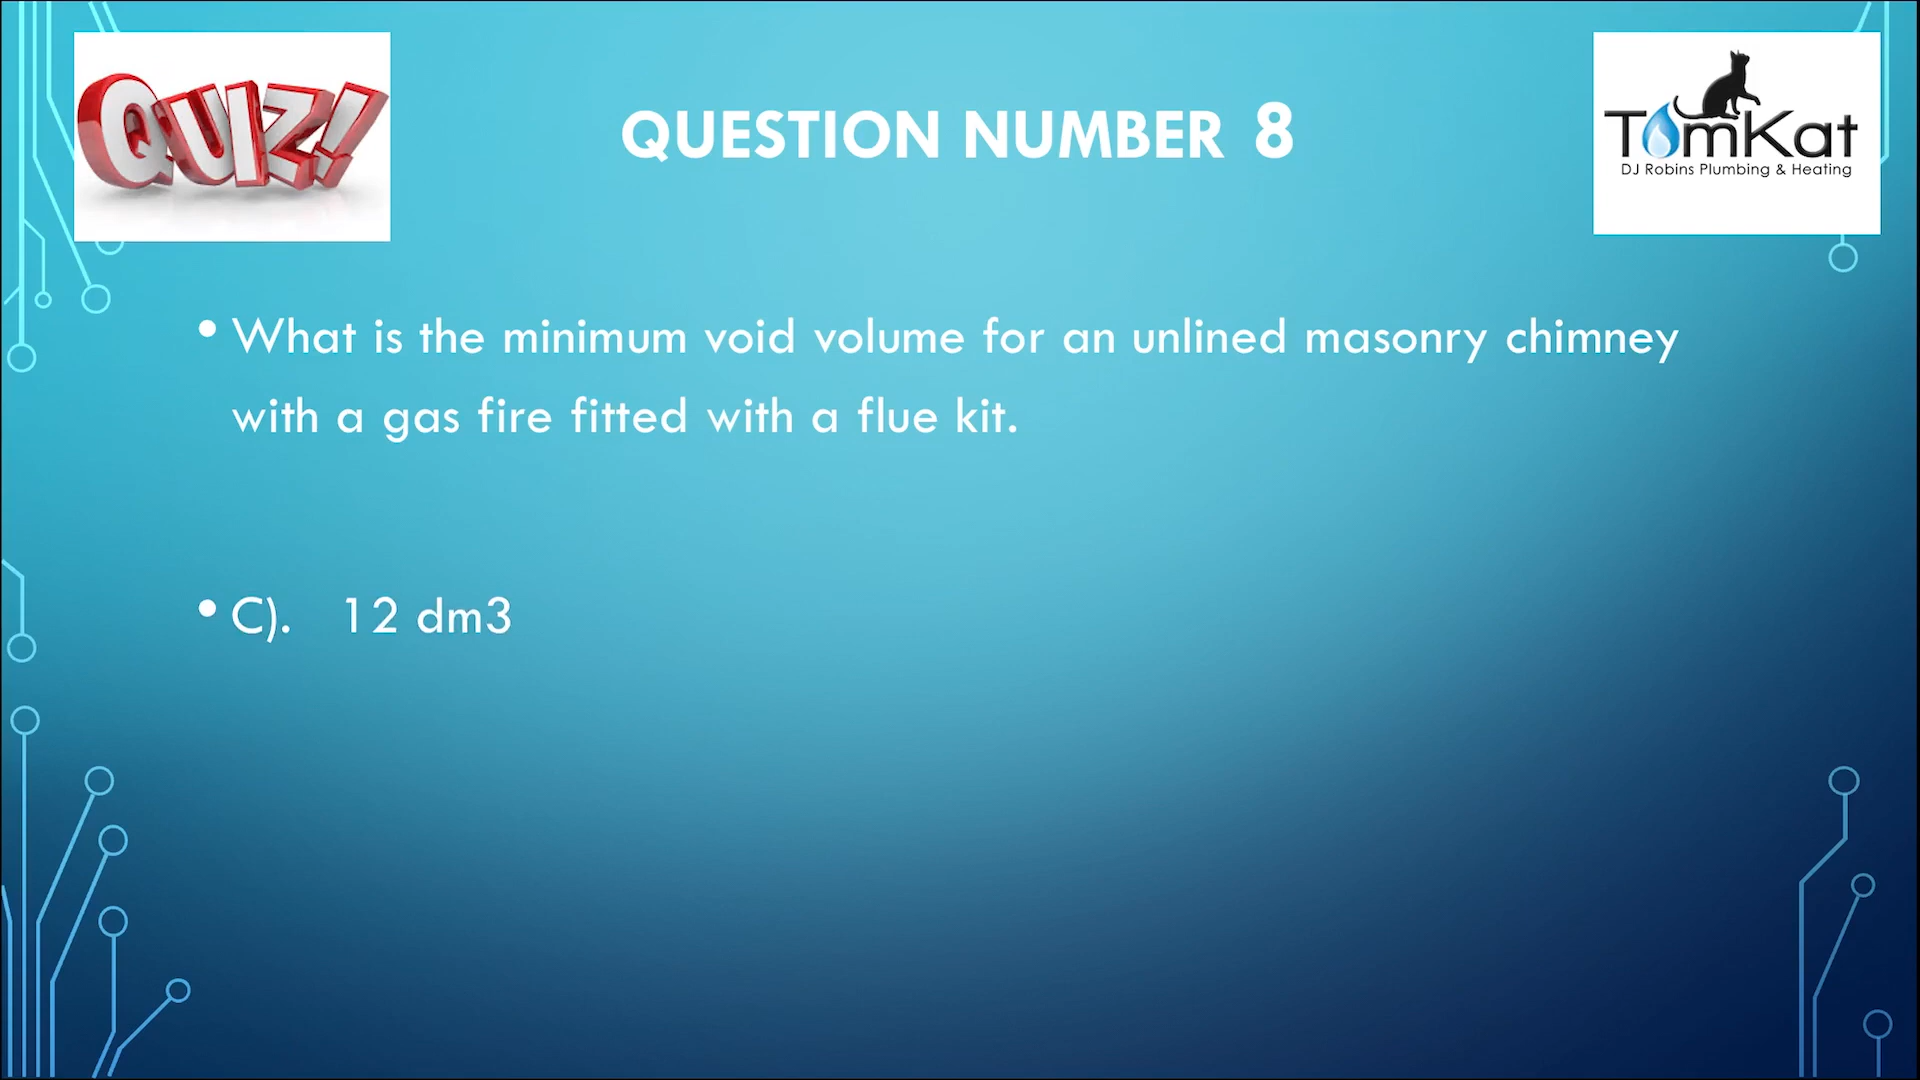 QUIZ!
QUESTION NUMBER 8
TomKat
DJ Robins Plumbing & Heating
• What is the minimum void volume for an unlined masonry chimney
with a gas fire fitted with a flue kit.
• C). 12 dm3